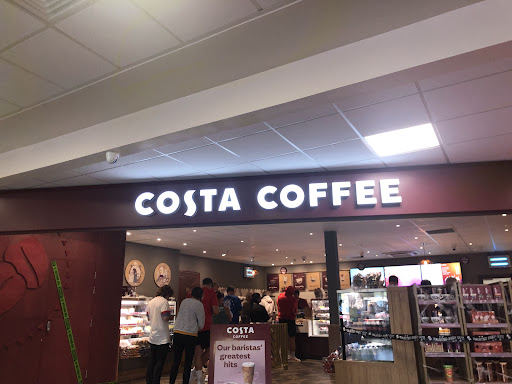 COSTA COFFEE
COSTA
COFFEE
Our baristas'
greatest
hits